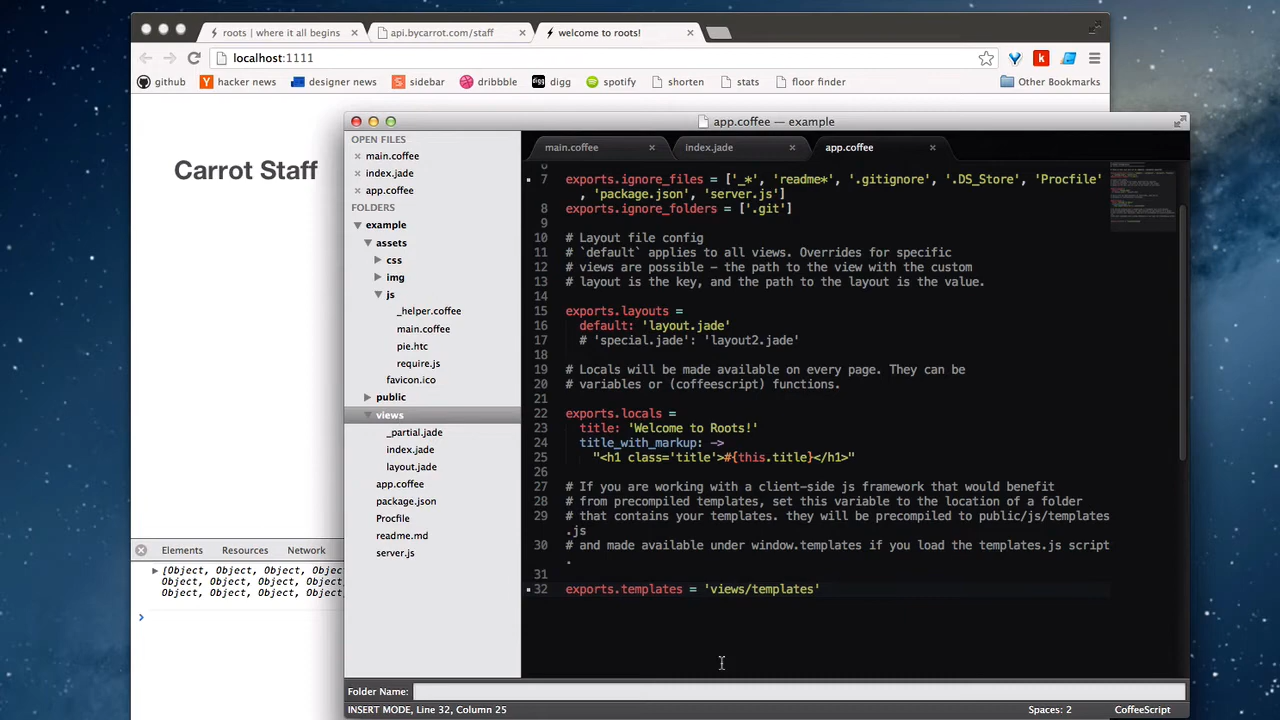 roots | where it all begins
api.bycarrot.com/staff
welcome to roots!
localhost:1111
github
hacker news
designer news
sidebar
dribbble
digg
spotify
shorten
stats
floor finder
Other Bookmarks
Carrot Staff
Elements
Resources
Network
[Object, Object, Obj
Object, Object, Obje
Object, Object, Obje
app.coffee — example
OPEN FILES
main.coffee
index.jade
app.coffee
FOLDERS
example
assets
css
img
js
_helper.coffee
main.coffee
pie.htc
require.js
favicon.ico
public
views
_partial.jade
index.jade
layout.jade
app.coffee
package.json
Procfile
readme.md
server.js
main.coffee
index.jade
app.coffee
7 exports.ignore_files = ['_*', 'readme*', '.gitignore', '.DS_Store', 'Procfile'
, 'package.json', 'server.js']
8 exports.ignore_folders = ['.git']
9
10 # Layout file config
11 # `default` applies to all views. Overrides for specific
12 # views are possible - the path to the view with the custom
13 # layout is the key, and the path to the layout is the value.
14
15 exports.layouts =
16 default: 'layout.jade'
17 # 'special.jade': 'layout2.jade'
18
19 # Locals will be made available on every page. They can be
20 # variables or (coffeescript) functions.
21
22 exports.locals =
23 title: 'Welcome to Roots!'
24 title_with_markup: ->
25 "<h1 class='title'>#{this.title}</h1>"
26
27 # If you are working with a client-side js framework that would benefit
28 # from precompiled templates, set this variable to the location of a folder
29 # that contains your templates. they will be precompiled to public/js/templates
.js
30 # and made available under window.templates if you load the templates.js script
.
31
32 exports.templates = 'views/templates'
Folder Name:
INSERT MODE, Line 32, Column 25
Spaces: 2
CoffeeScript